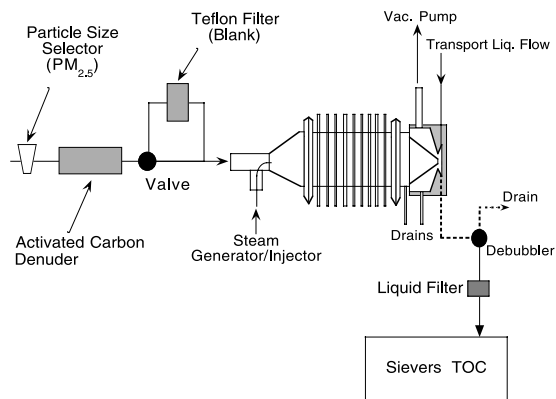 Particle Size
Selector
(PM2.5)
Teflon Filter
(Blank)
Vac. Pump
Transport Liq. Flow
Valve
Activated Carbon
Denuder
Steam
Generator/Injector
Drains
Drain
Debubbler
Liquid Filter
Sievers TOC